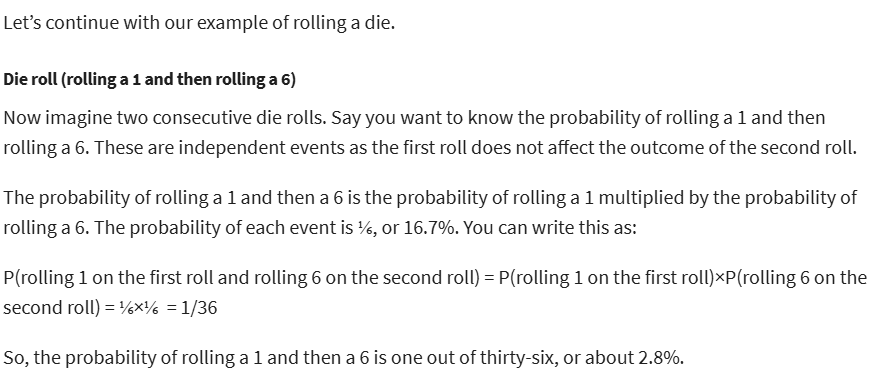 Let’s continue with our example of rolling a die.
Die roll (rolling a 1 and then rolling a 6)
Now imagine two consecutive die rolls. Say you want to know the probability of rolling a 1 and then
rolling a 6. These are independent events as the first roll does not affect the outcome of the second roll.
The probability of rolling a 1 and then a 6 is the probability of rolling a 1 multiplied by the probability of
rolling a 6. The probability of each event is ⅙, or 16.7%. You can write this as:
P(rolling 1 on the first roll and rolling 6 on the second roll) = P(rolling 1 on the first roll)×P(rolling 6 on the
second roll) = ⅙×⅙ = 1/36
So, the probability of rolling a 1 and then a 6 is one out of thirty-six, or about 2.8%.